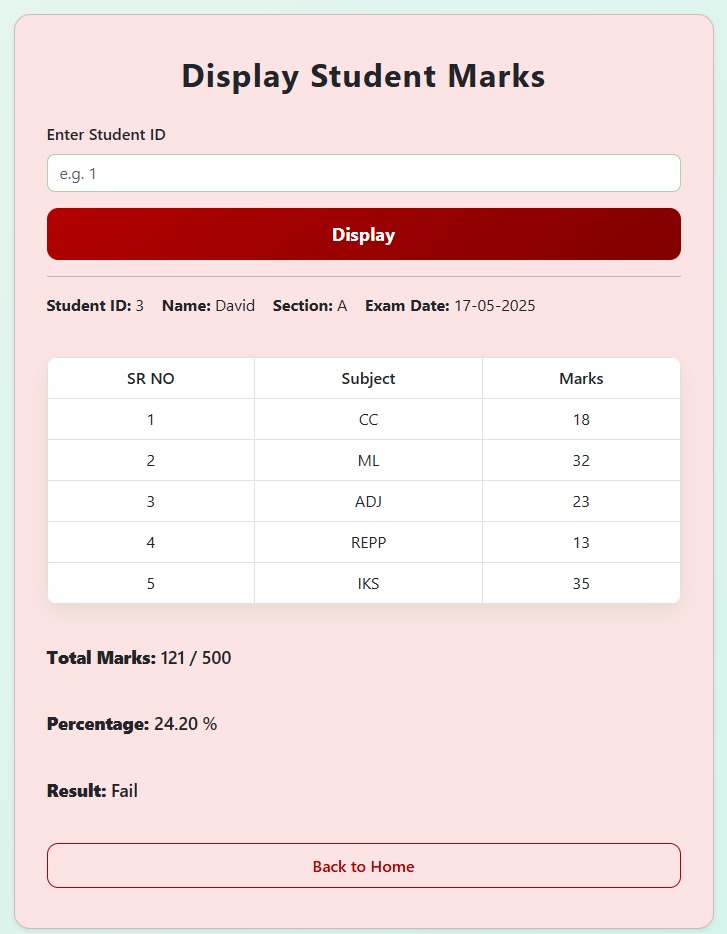 Display Student Marks
Enter Student ID
e.g. 1
Display
Student ID: 3 Name: David Section: A Exam Date: 17-05-2025
SR NO Subject Marks
1 CC 18
2 ML 32
3 ADJ 23
4 REPP 13
5 IKS 35
Total Marks: 121 / 500
Percentage: 24.20 %
Result: Fail
Back to Home